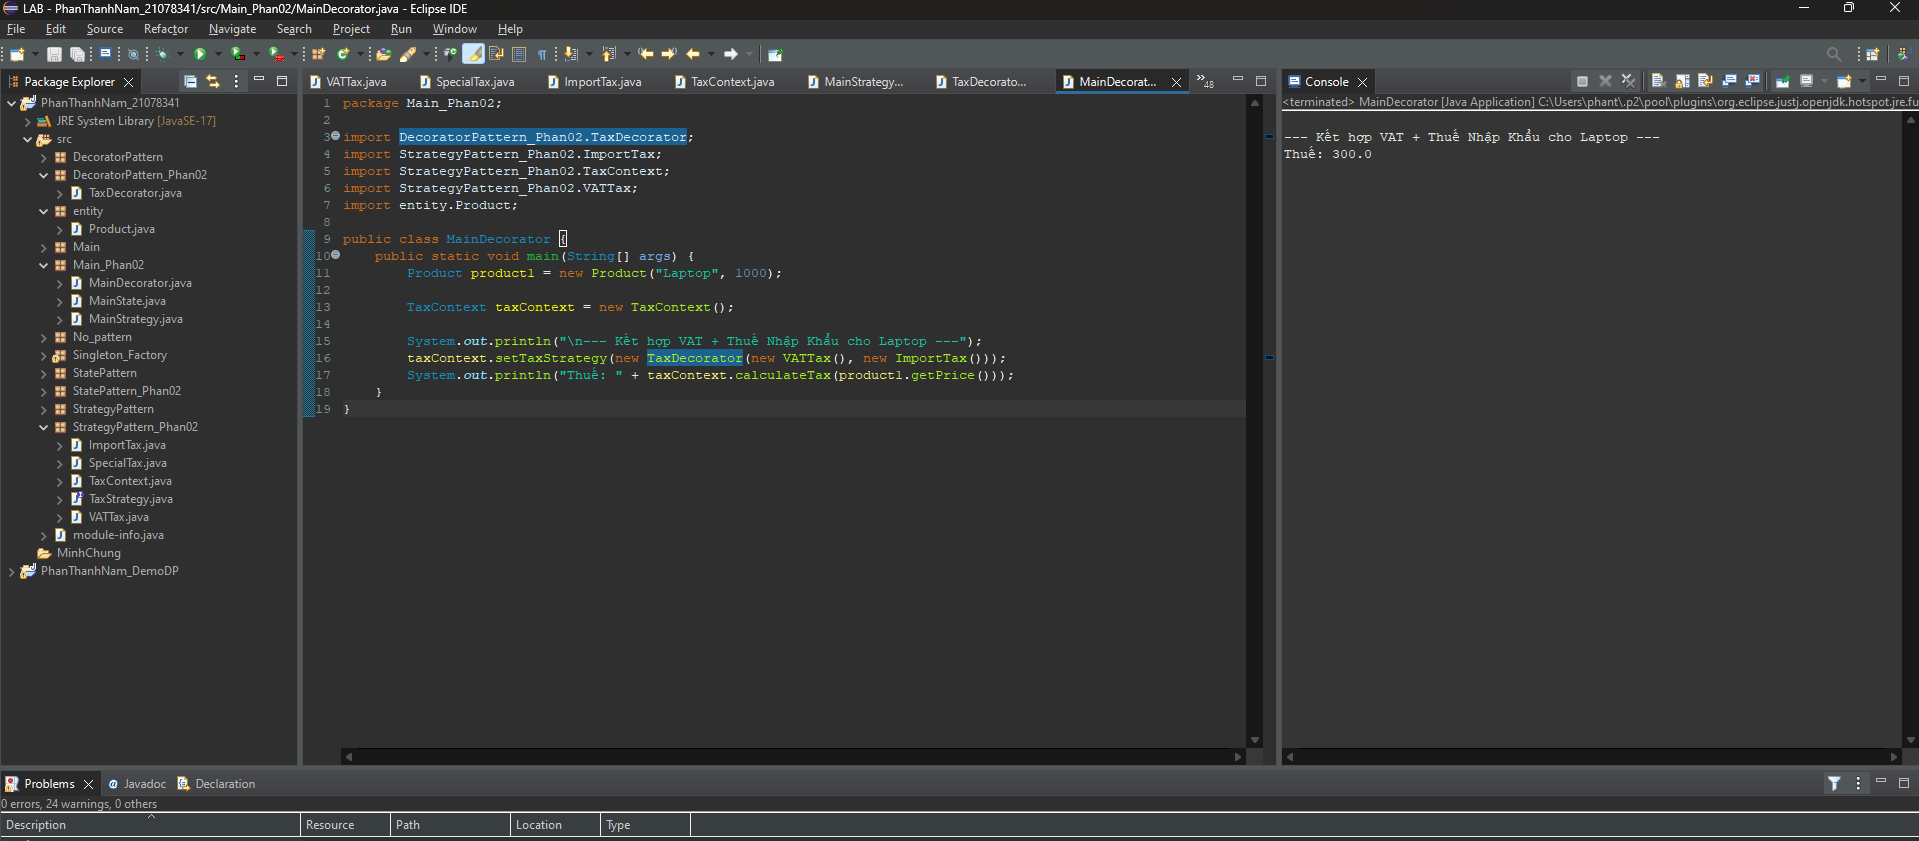 LAB - PhanThanhNam_21078341/src/Main_Phan02/MainDecorator.java - Eclipse IDE
File Edit Source Refactor Navigate Search Project Run Window Help
Package Explorer
PhanThanhNam_21078341
JRE System Library [JavaSE-17]
src
DecoratorPattern
DecoratorPattern_Phan02
TaxDecorator.java
entity
Product.java
Main
Main_Phan02
MainDecorator.java
MainState.java
MainStrategy.java
No_pattern
Singleton_Factory
StatePattern
StatePattern_Phan02
StrategyPattern
StrategyPattern_Phan02
ImportTax.java
SpecialTax.java
TaxContext.java
TaxStrategy.java
VATTax.java
module-info.java
MinhChung
PhanThanhNam_DemoDP
VATTax.java SpecialTax.java ImportTax.java TaxContext.java MainStrategy... TaxDecorato... MainDecorat... »48
1 package Main_Phan02;
2
3 import DecoratorPattern_Phan02.TaxDecorator;
4 import StrategyPattern_Phan02.ImportTax;
5 import StrategyPattern_Phan02.TaxContext;
6 import StrategyPattern_Phan02.VATTax;
7 import entity.Product;
8
9 public class MainDecorator {
10 public static void main(String[] args) {
11 Product product1 = new Product("Laptop", 1000);
12
13 TaxContext taxContext = new TaxContext();
14
15 System.out.println("\n--- Kết hợp VAT + Thuế Nhập Khẩu cho Laptop ---");
16 taxContext.setTaxStrategy(new TaxDecorator(new VATTax(), new ImportTax()));
17 System.out.println("Thuế: " + taxContext.calculateTax(product1.getPrice()));
18 }
19 }
Console
<terminated> MainDecorator [Java Application] C:\Users\phant\.p2\pool\plugins\org.eclipse.justj.openjdk.hotspot.jre.fu
--- Kết hợp VAT + Thuế Nhập Khẩu cho Laptop ---
Thuế: 300.0
Problems Javadoc Declaration
0 errors, 24 warnings, 0 others
Description Resource Path Location Type